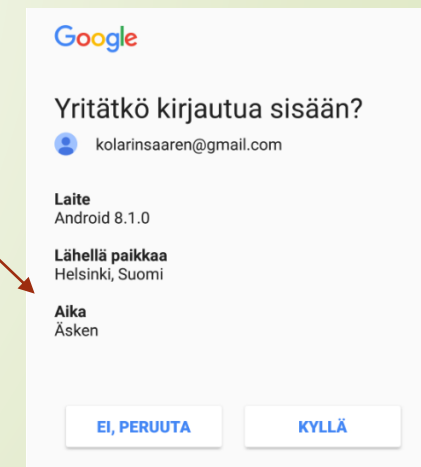 Google
Yritätkö kirjautua sisään?
kolarinsaaren@gmail.com
Laite
Android 8.1.0
Lähellä paikkaa
Helsinki, Suomi
Aika
Äsken
EI, PERUUTA KYLLÄ